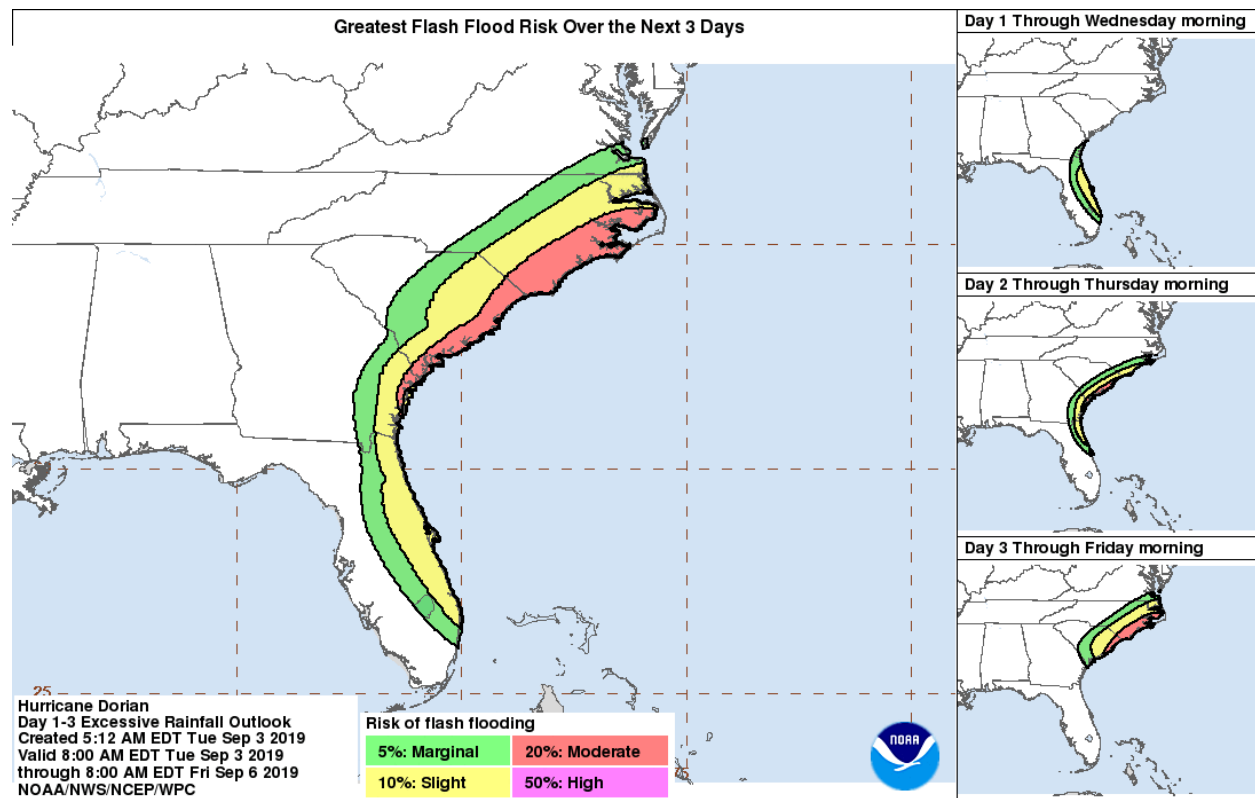 Greatest Flash Flood Risk Over the Next 3 Days
Day 1 Through Wednesday morning
Day 2 Through Thursday morning
Day 3 Through Friday morning
25
Hurricane Dorian
Day 1-3 Excessive Rainfall Outlook
Created 5:12 AM EDT Tue Sep 3 2019
Valid 8:00 AM EDT Tue Sep 3 2019
through 8:00 AM EDT Fri Sep 6 2019
NOAA/NWS/NCEP/WPC
Risk of flash flooding
5%: Marginal
20%: Moderate
10%: Slight
50%: High
NOAA